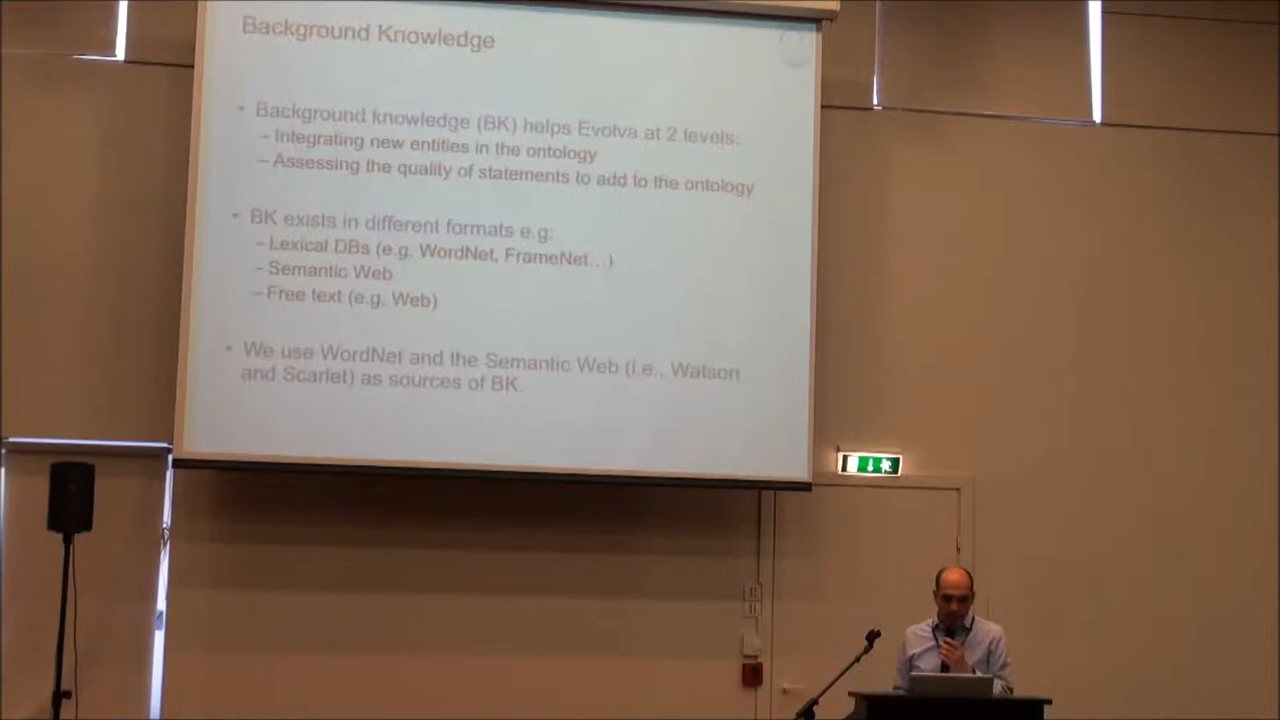 Background Knowledge
• Background knowledge (BK) helps Evolva at 2 levels:
– Integrating new entities in the ontology
– Assessing the quality of statements to add to the ontology
• BK exists in different formats e.g:
– Lexical DBs (e.g. WordNet, FrameNet...)
– Semantic Web
– Free text (e.g. Web)
• We use WordNet and the Semantic Web (i.e., Watson
and Scarlet) as sources of BK.